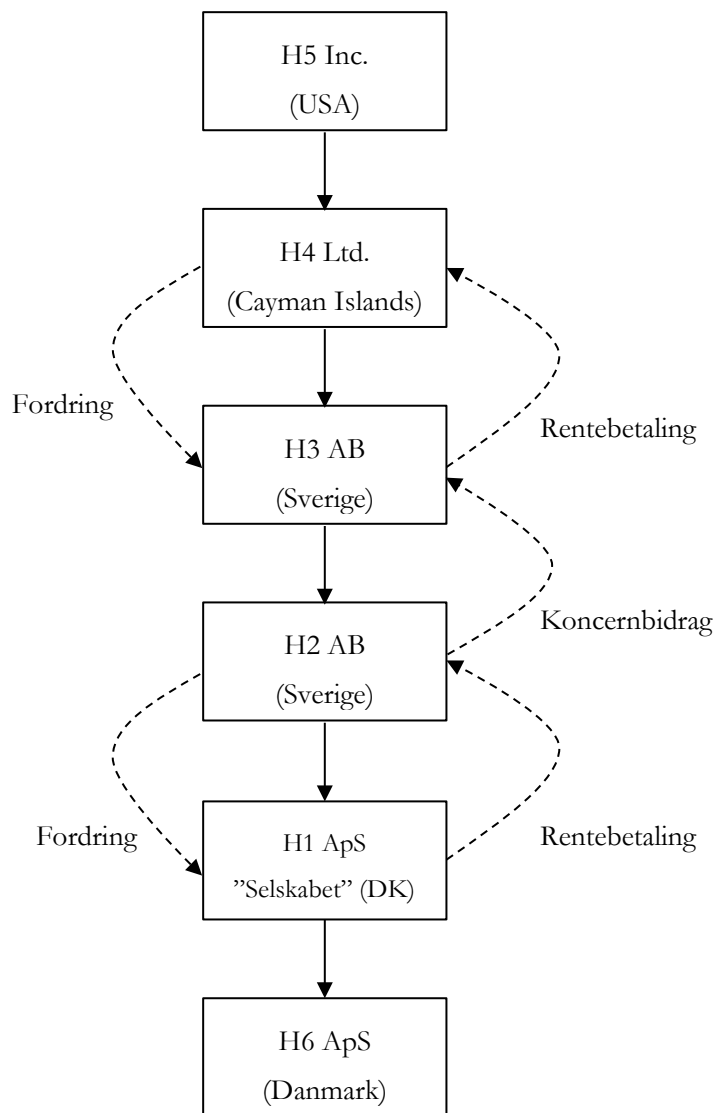 H5 Inc.
(USA)
H4 Ltd.
(Cayman Islands)
Fordring
Rentebetaling
H3 AB
(Sverige)
Koncernbidrag
H2 AB
(Sverige)
Fordring
Rentebetaling
H1 ApS
”Selskabet” (DK)
H6 ApS
(Danmark)